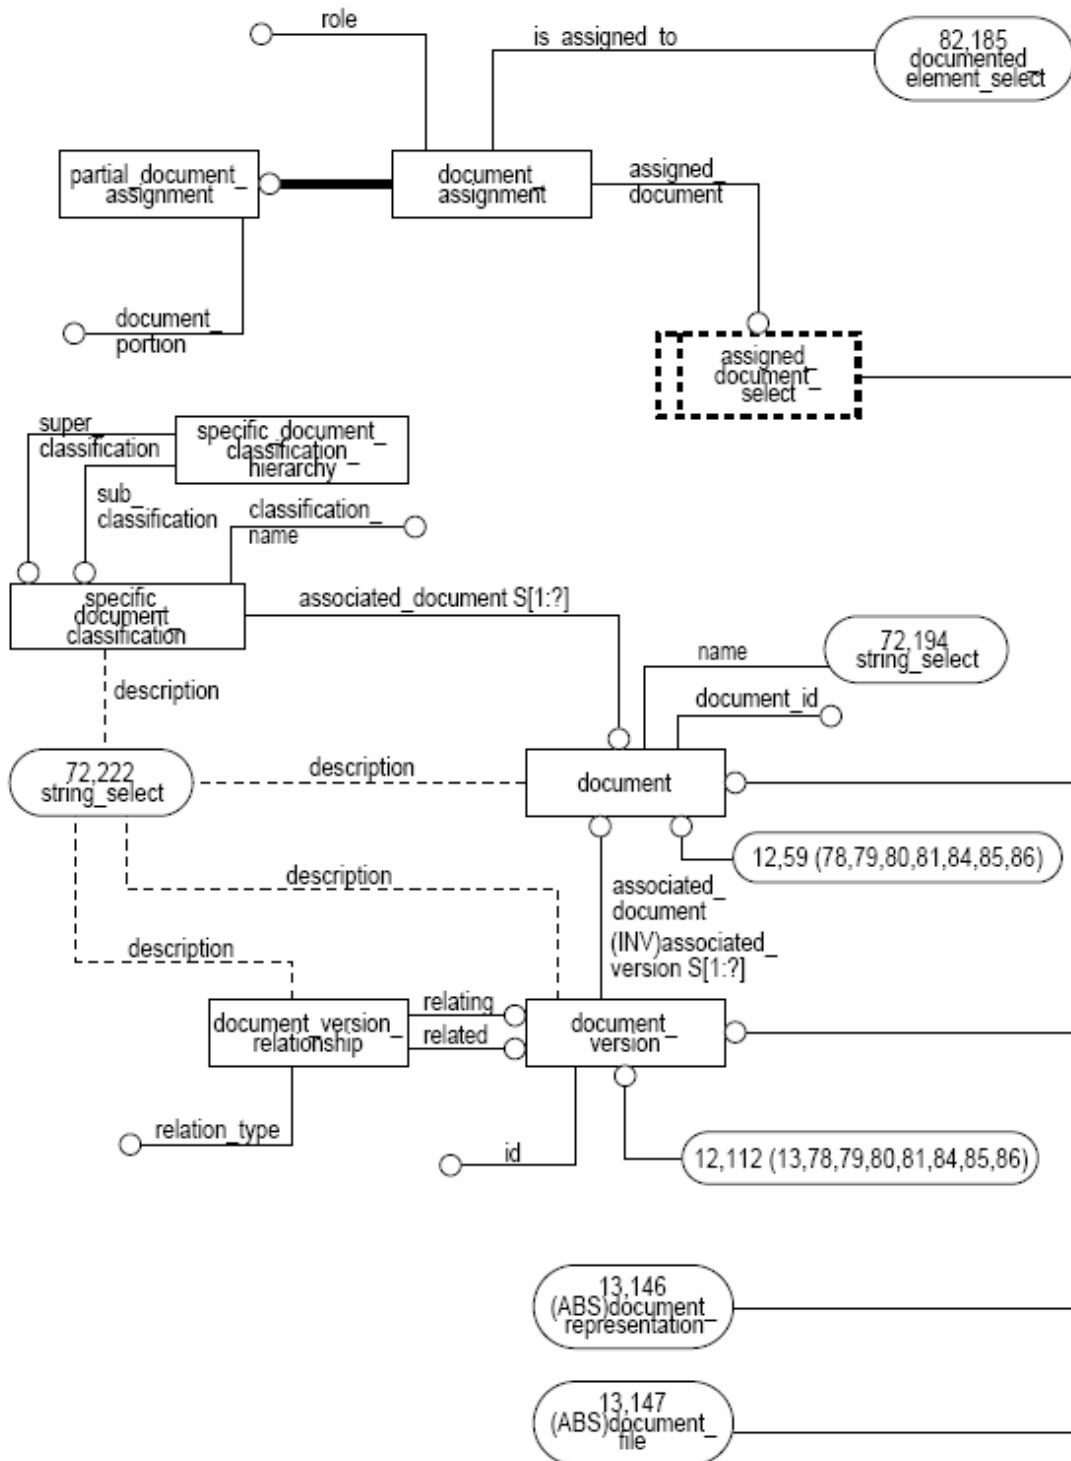 role
is_assigned_to
82,185
documented_
element_select
partial_document_
assignment
document_
assignment
assigned_
document
document_
portion
assigned_
document_
select
super_
classification
specific_document_
classification_
hierarchy
sub_
classification
classification_
name
specific_
document_
classification
associated_document S[1:?]
72,194
string_select
name
description
document_id
72,222
string_select
description
document
12,59 (78,79,80,81,84,85,86)
description
associated_
document
(INV)associated_
version S[1:?]
description
document_version_
relationship
relating
related
document_
version
relation_type
id
12,112 (13,78,79,80,81,84,85,86)
13,146
(ABS)document_
representation_
13,147
(ABS)document_
file